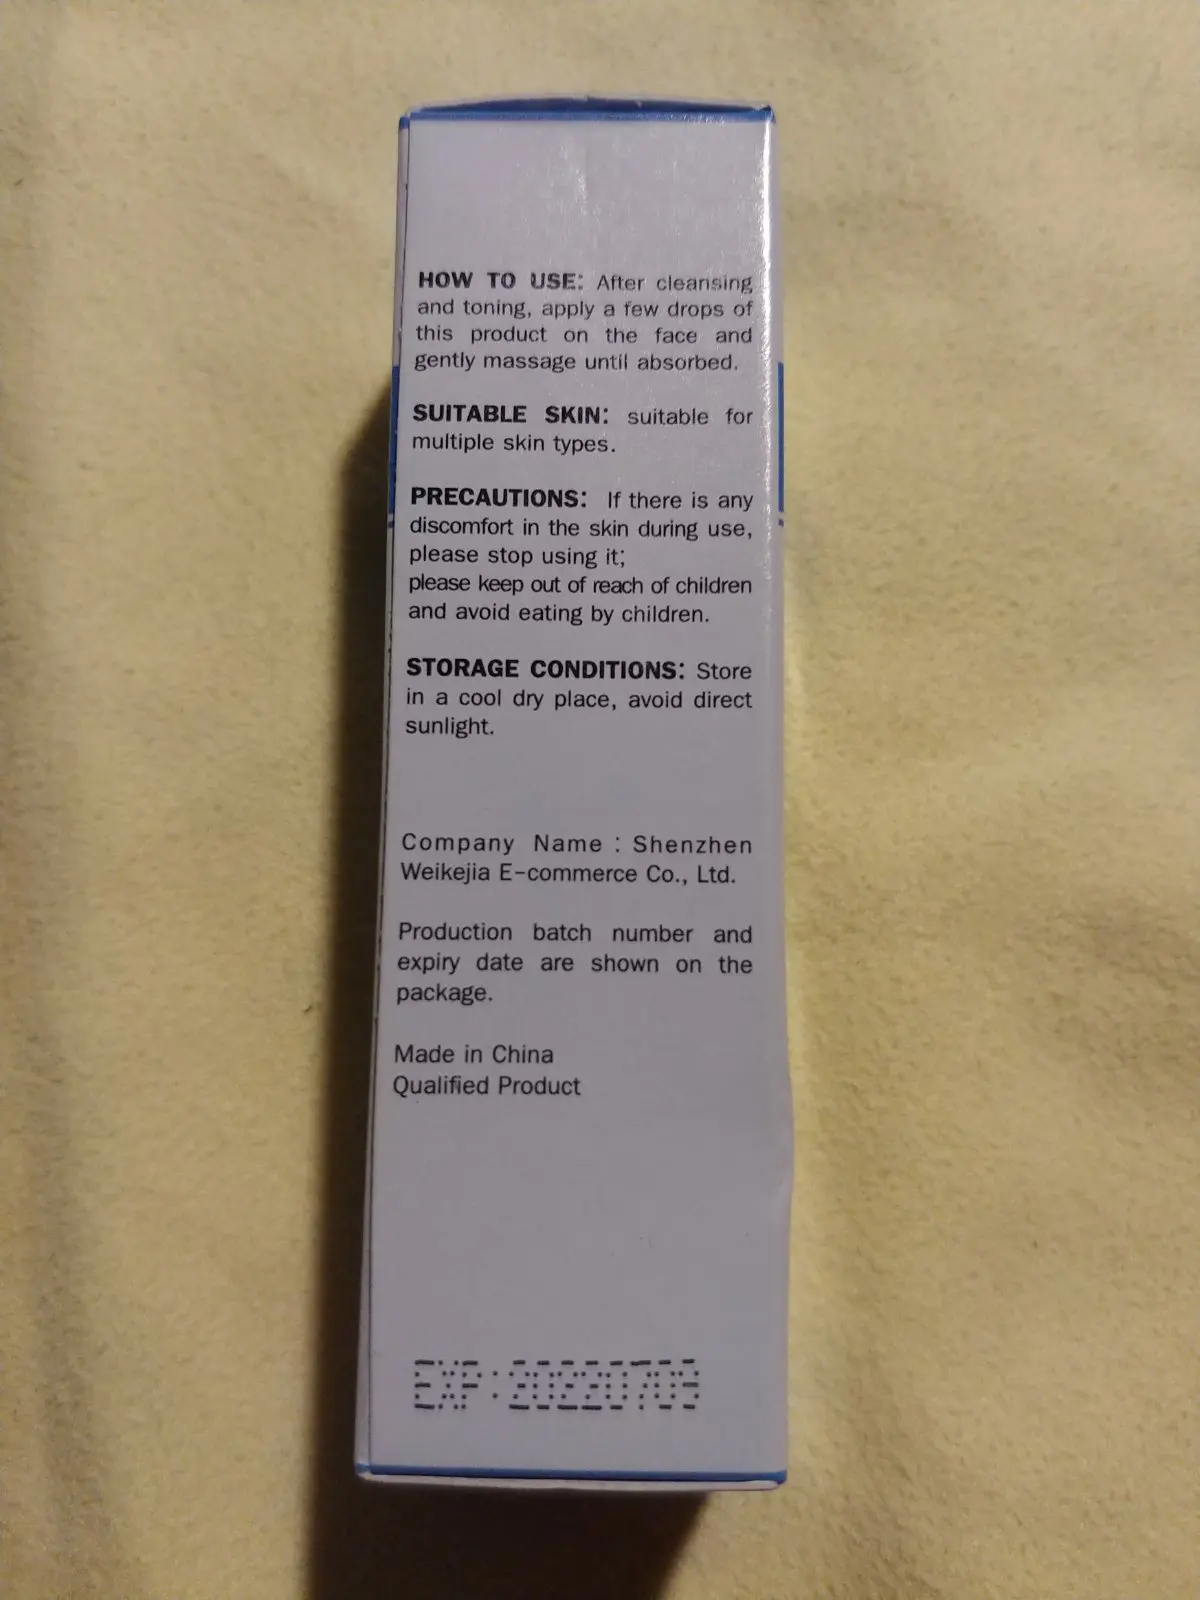 HOW TO USE: After cleansing
and toning, apply a few drops of
this product on the face and
gently massage until absorbed.
SUITABLE SKIN: suitable for
multiple skin types.
PRECAUTIONS: If there is any
discomfort in the skin during use,
please stop using it;
please keep out of reach of children
and avoid eating by children.
STORAGE CONDITIONS: Store
in a cool dry place, avoid direct
sunlight.
Company Name : Shenzhen
Weikejia E-commerce Co., Ltd.
Production batch number and
expiry date are shown on the
package.
Made in China
Qualified Product
EXP:20220703